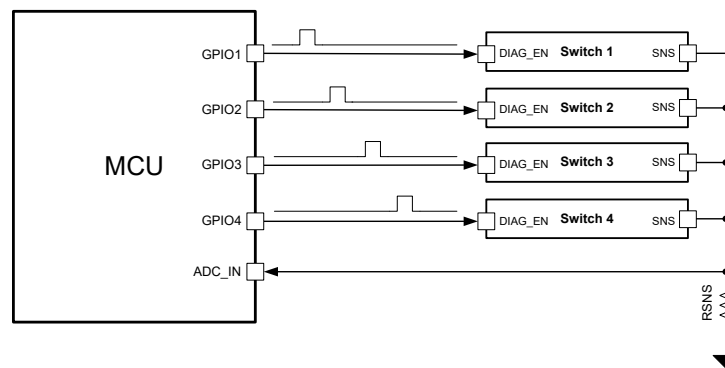 GPIO1
DIAG_EN Switch 1 SNS
GPIO2
DIAG_EN Switch 2 SNS
MCU
GPIO3
DIAG_EN Switch 3 SNS
GPIO4
DIAG_EN Switch 4 SNS
ADC_IN
RSNS